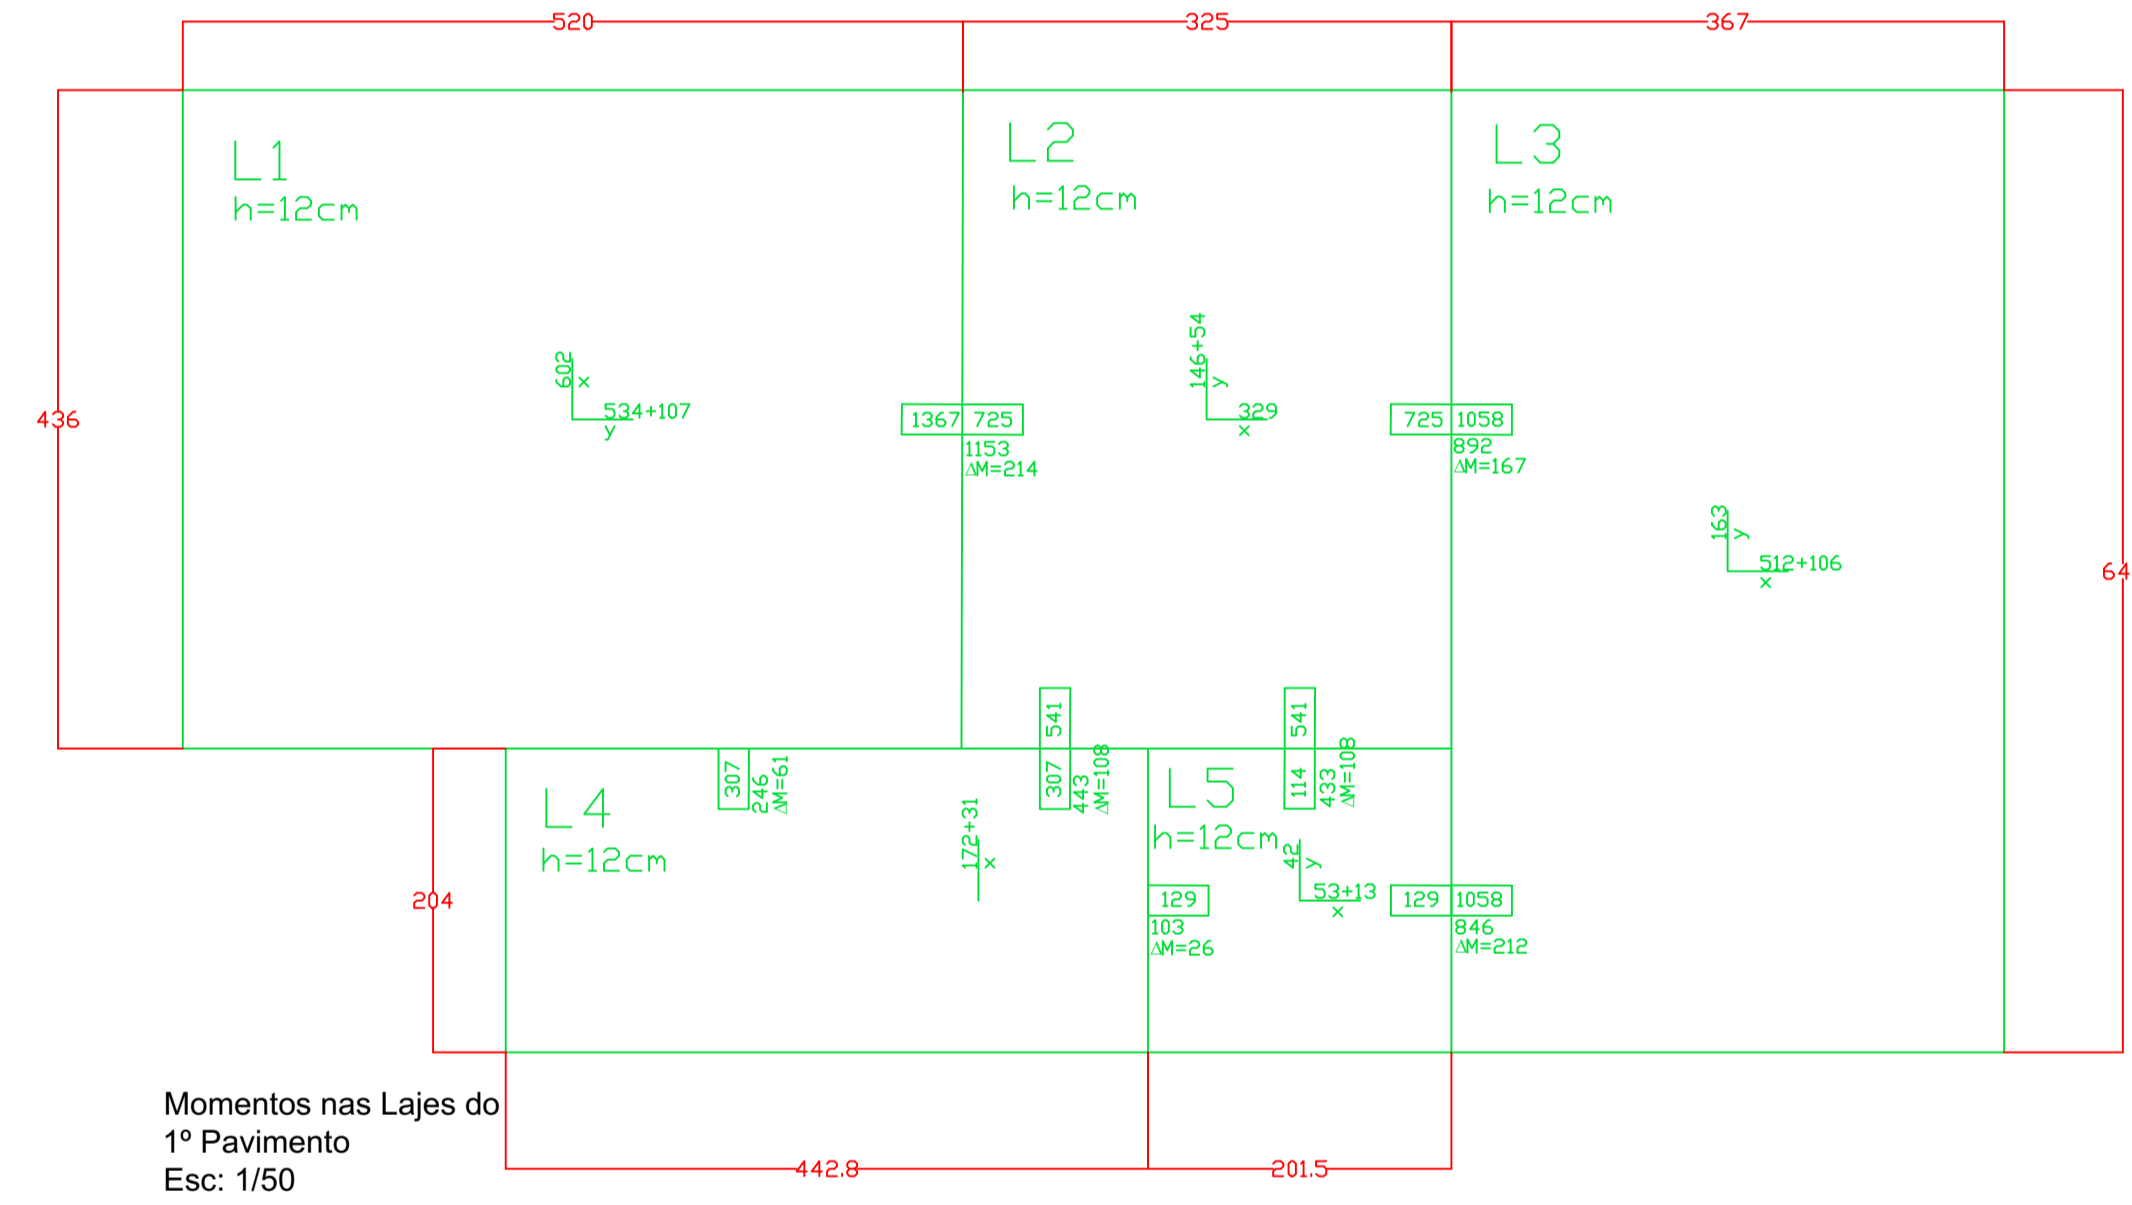 520
325
367
L1
h=12cm
L2
h=12cm
L3
h=12cm
436
602
x
534+107
y
1367
725
1153
ΔM=214
146+54
y
329
x
725
1058
892
ΔM=167
163
y
512+106
x
64
541
307
443
ΔM=108
541
114
433
ΔM=108
307
246
ΔM=61
L4
h=12cm
172+31
x
L5
h=12cm
42
y
53+13
x
129
103
ΔM=26
129
1058
846
ΔM=212
204
442.8
201.5
Momentos nas Lajes do
1º Pavimento
Esc: 1/50